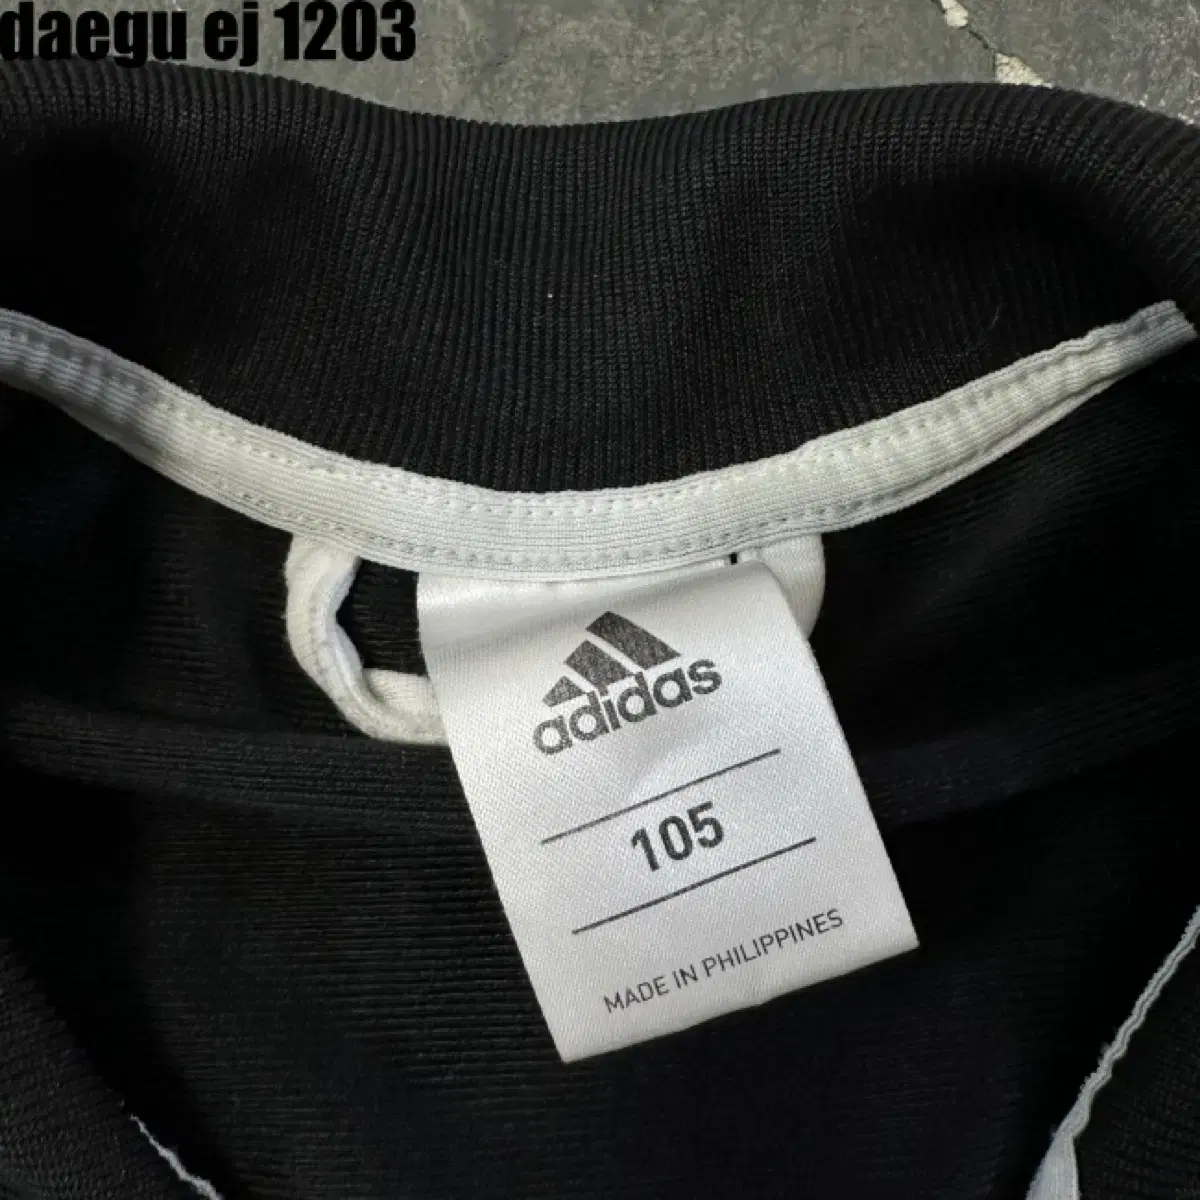 daegu ej 1203
adidas
105
MADE IN PHILIPPINES